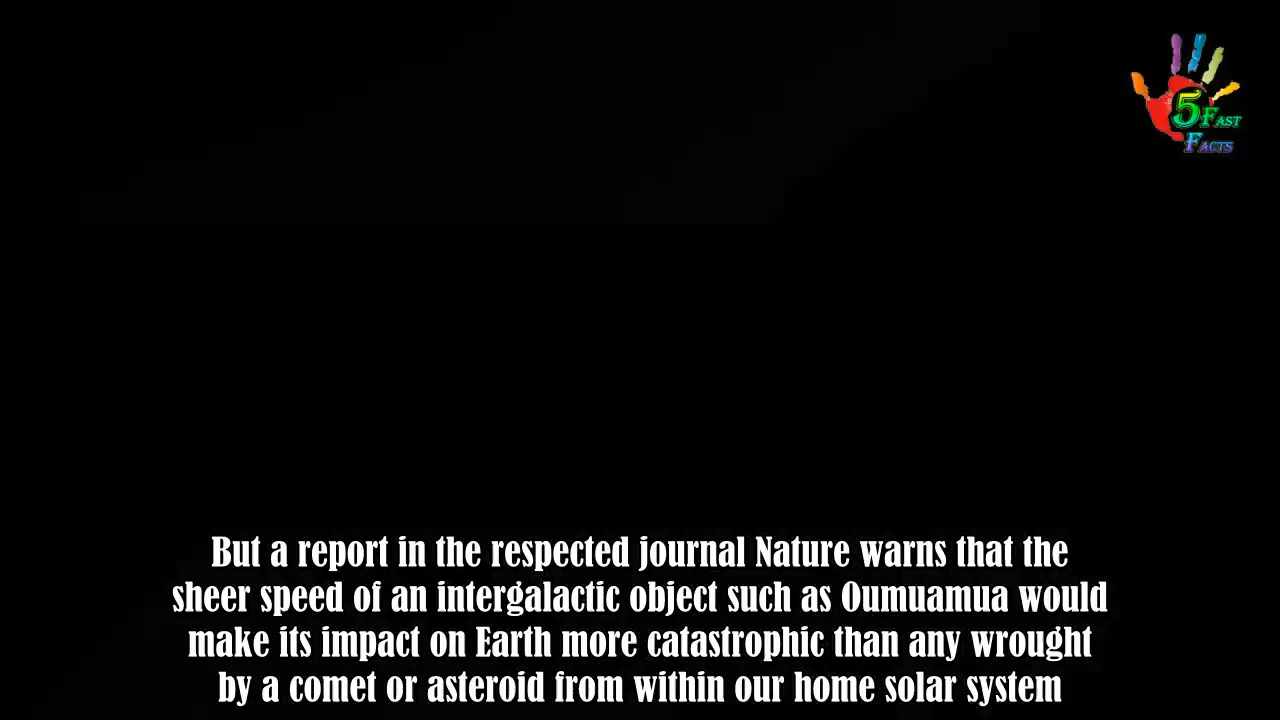 5 FAST
FACTS
But a report in the respected journal Nature warns that the
sheer speed of an intergalactic object such as Oumuamua would
make its impact on Earth more catastrophic than any wrought
by a comet or asteroid from within our home solar system